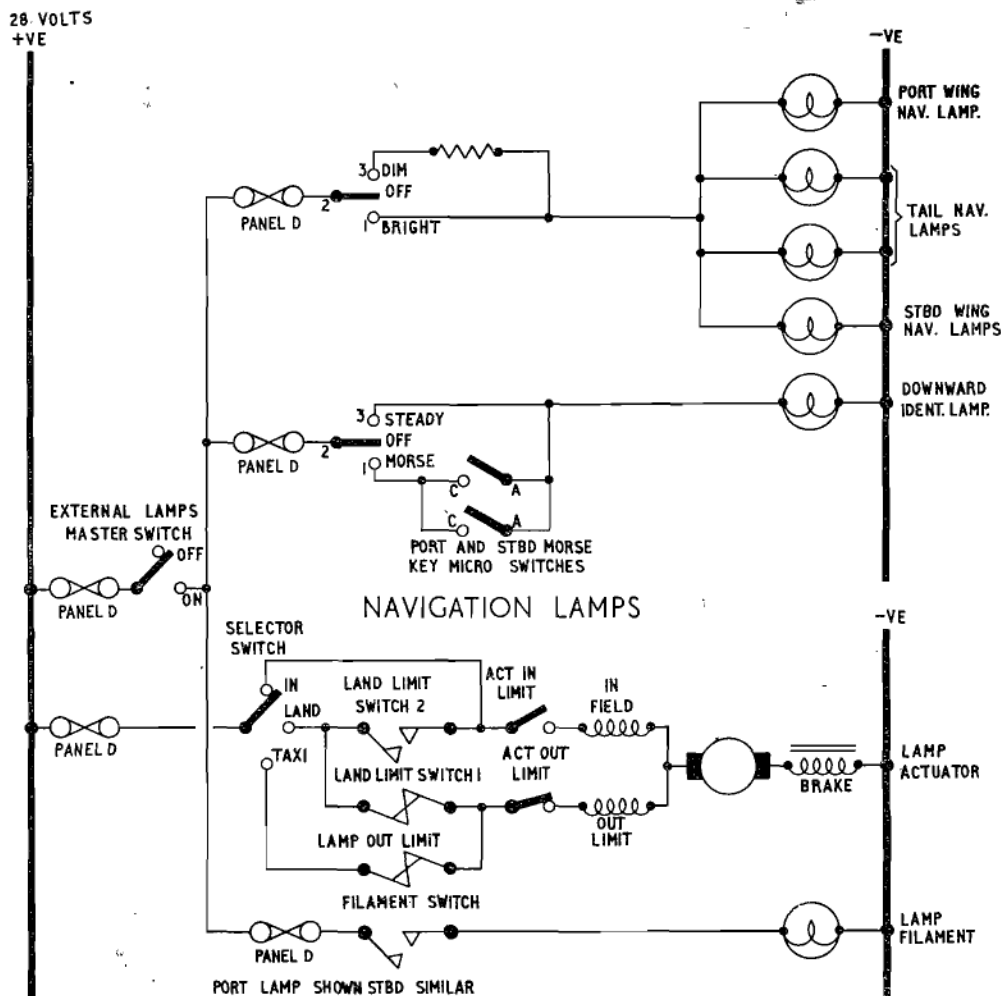 28 VOLTS
+VE
-VE
PORT WING
NAV. LAMP.
3 DIM
OFF
2
1 BRIGHT
PANEL D
TAIL NAV.
LAMPS
STBD WING
NAV. LAMPS
DOWNWARD
IDENT. LAMP.
3 STEADY
OFF
2
1 MORSE
PANEL D
C A
C A
PORT AND STBD MORSE
KEY MICRO SWITCHES
EXTERNAL LAMPS
MASTER SWITCH
OFF
ON
PANEL D
NAVIGATION LAMPS
-VE
SELECTOR
SWITCH
IN
LAND
TAXI
PANEL D
LAND LIMIT
SWITCH 2
ACT IN
LIMIT
IN
FIELD
LAND LIMIT SWITCH 1
ACT OUT
LIMIT
OUT
LIMIT
BRAKE
LAMP
ACTUATOR
LAMP OUT LIMIT
FILAMENT SWITCH
PANEL D
LAMP
FILAMENT
PORT LAMP SHOWN STBD SIMILAR